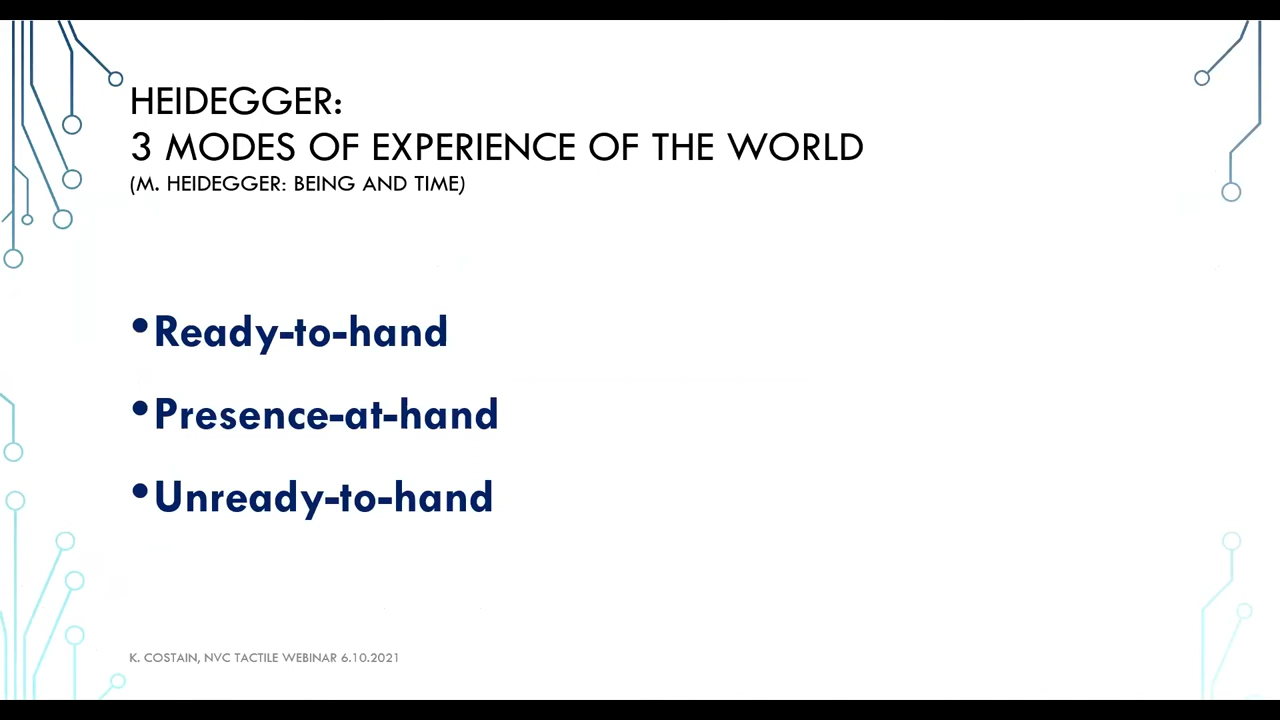 HEIDEGGER:
3 MODES OF EXPERIENCE OF THE WORLD
(M. HEIDEGGER: BEING AND TIME)
•Ready-to-hand
•Presence-at-hand
•Unready-to-hand
K. COSTAIN, NVC TACTILE WEBINAR 6.10.2021